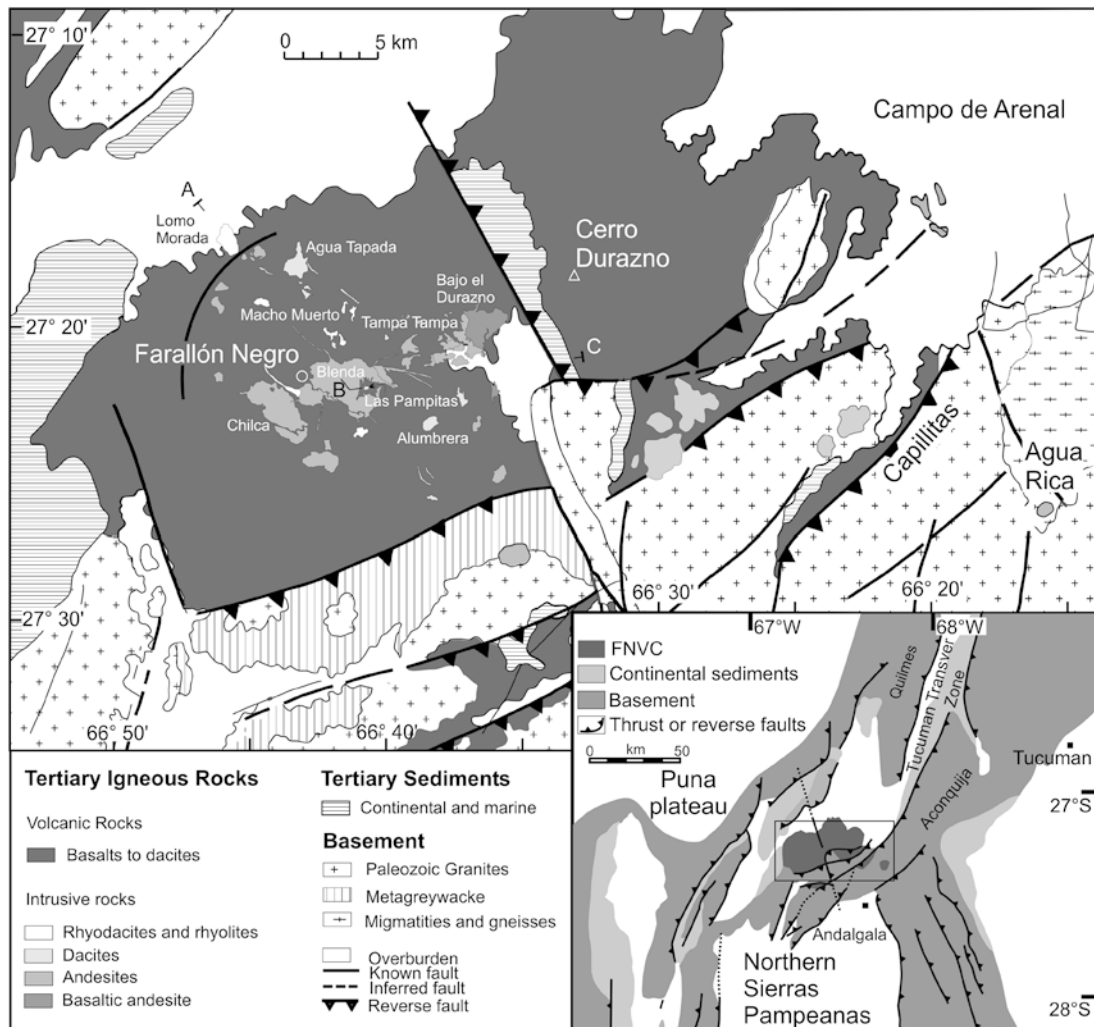 27° 10'
0 5 km
Campo de Arenal
A
Lomo
Morada
Agua Tapada
Cerro
Durazno
Bajo el
Durazno
Macho Muerto
27° 20'
Tampa Tampa
C
Farallón Negro
Blenda
B
Las Pampitas
Chilca
Alumbrera
Capillitas
Agua
Rica
66° 30'
66° 20'
27° 30'
66° 50'
66° 40'
Tertiary Igneous Rocks
Volcanic Rocks
Basalts to dacites
Intrusive rocks
Rhyodacites and rhyolites
Dacites
Andesites
Basaltic andesite
Tertiary Sediments
Continental and marine
Basement
Paleozoic Granites
Metagreywacke
Migmatities and gneisses
Overburden
Known fault
Inferred fault
Reverse fault
67°W
68°W
FNVC
Continental sediments
Basement
Thrust or reverse faults
0 km 50
Quilmes
Tucuman Transver
Zone
Tucuman
Puna
plateau
27°S
Aconquija
Andalgala
Northern
Sierras
Pampeanas
28°S